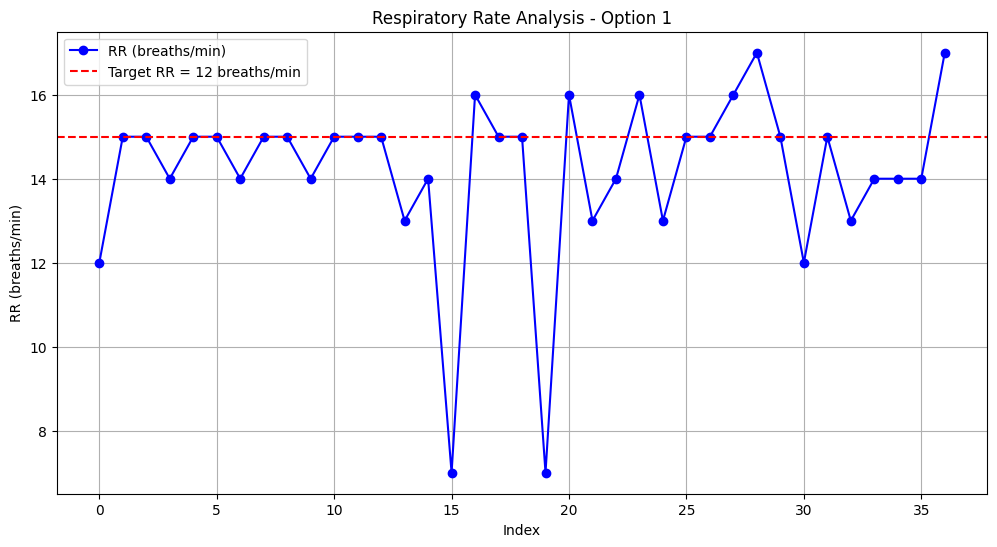 Respiratory Rate Analysis - Option 1
RR (breaths/min)
Target RR = 12 breaths/min
RR (breaths/min)
16
14
12
10
8
0 5 10 15 20 25 30 35
Index